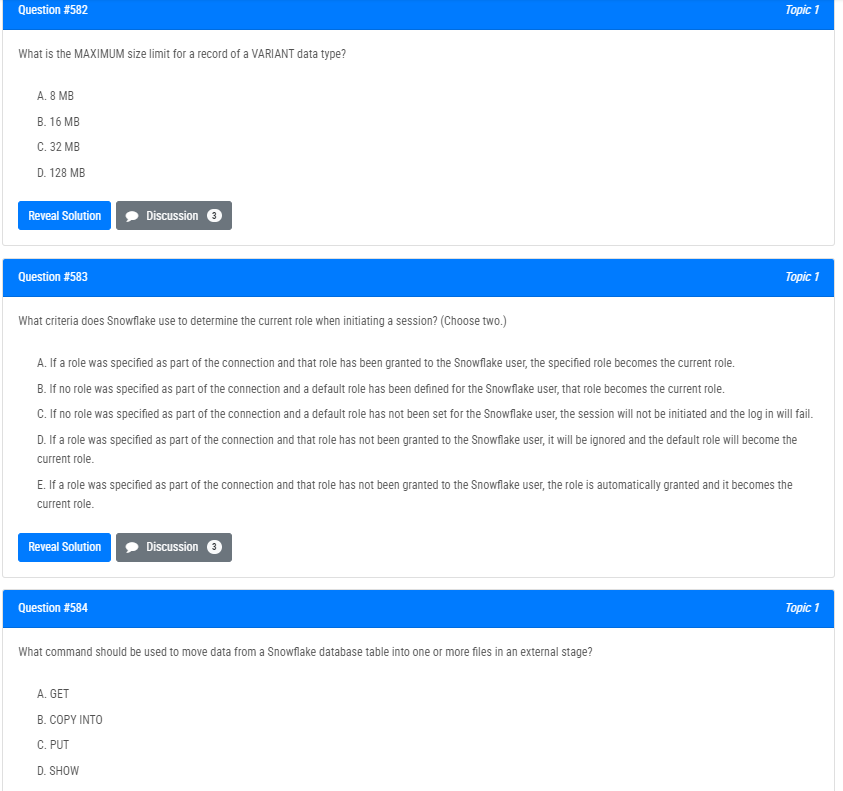 Question #582 Topic 1
What is the MAXIMUM size limit for a record of a VARIANT data type?
A. 8 MB
B. 16 MB
C. 32 MB
D. 128 MB
Reveal Solution Discussion 3
Question #583 Topic 1
What criteria does Snowflake use to determine the current role when initiating a session? (Choose two.)
A. If a role was specified as part of the connection and that role has been granted to the Snowflake user, the specified role becomes the current role.
B. If no role was specified as part of the connection and a default role has been defined for the Snowflake user, that role becomes the current role.
C. If no role was specified as part of the connection and a default role has not been set for the Snowflake user, the session will not be initiated and the log in will fail.
D. If a role was specified as part of the connection and that role has not been granted to the Snowflake user, it will be ignored and the default role will become the
current role.
E. If a role was specified as part of the connection and that role has not been granted to the Snowflake user, the role is automatically granted and it becomes the
current role.
Reveal Solution Discussion 3
Question #584 Topic 1
What command should be used to move data from a Snowflake database table into one or more files in an external stage?
A. GET
B. COPY INTO
C. PUT
D. SHOW